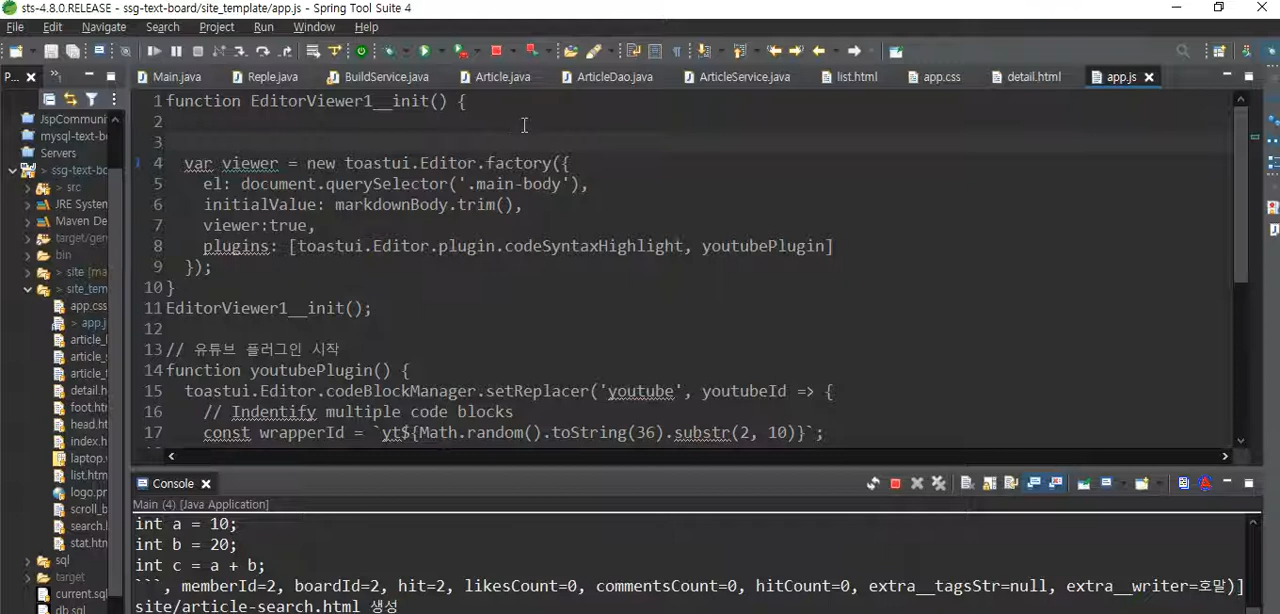 sts-4.8.0.RELEASE - ssg-text-board/site_template/app.js - Spring Tool Suite 4
File Edit Navigate Search Project Run Window Help
P... Main.java Reple.java BuildService.java Article.java ArticleDao.java ArticleService.java list.html app.css detail.html app.js
JspCommuni
mysql-text-bo
Servers
> ssg-text-bo
> src
JRE System
Maven De
target/gen
bin
> site (ma
> site_tem
app.css
> app.j
article_l
article_s
article_t
detail.h
foot.htm
head.ht
index.h
laptop.v
list.htm
logo.pn
scroll_b
search.l
stat.htm
sql
target
current.sql
db.sql
1 function EditorViewer1__init() {
2
3
4 var viewer = new toastui.Editor.factory({
5 el: document.querySelector('.main-body'),
6 initialValue: markdownBody.trim(),
7 viewer:true,
8 plugins: [toastui.Editor.plugin.codeSyntaxHighlight, youtubePlugin]
9 });
10 }
11 EditorViewer1__init();
12
13 // 유튜브 플러그인 시작
14 function youtubePlugin() {
15 toastui.Editor.codeBlockManager.setReplacer('youtube', youtubeId => {
16 // Indentify multiple code blocks
17 const wrapperId = `yt${Math.random().toString(36).substr(2, 10)}`;
Console
Main (4) [Java Application]
int a = 10;
int b = 20;
int c = a + b;
```, memberId=2, boardId=2, hit=2, likesCount=0, commentsCount=0, hitCount=0, extra__tagsStr=null, extra__writer=호말)]
site/article-search.html 생성